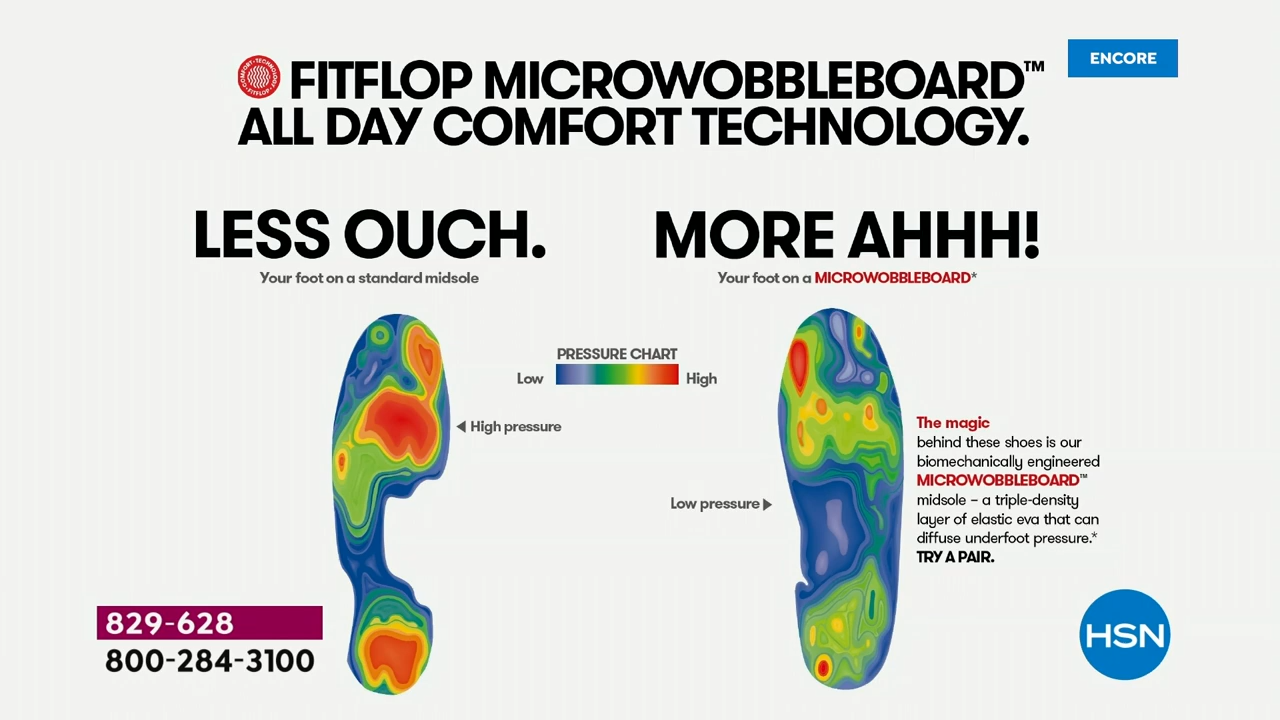 ENCORE
FITFLOP MICROWOBBLEBOARD™
ALL DAY COMFORT TECHNOLOGY.
LESS OUCH.
Your foot on a standard midsole
MORE AHHH!
Your foot on a MICROWOBBLEBOARD*
PRESSURE CHART
Low
High
High pressure
Low pressure
The magic
behind these shoes is our
biomechanically engineered
MICROWOBBLEBOARD™
midsole – a triple-density
layer of elastic eva that can
diffuse underfoot pressure.*
TRY A PAIR.
829-628
800-284-3100
HSN